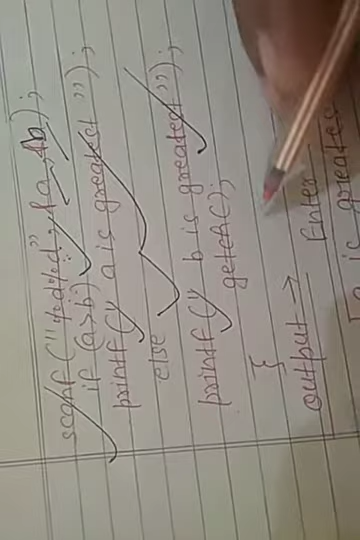 scanf("%d%d",&a,&b);
if (a>b)
printf(" a is greatest ");
else
printf(" b is greatest ");
getch();
}
output → Enter
is greatest